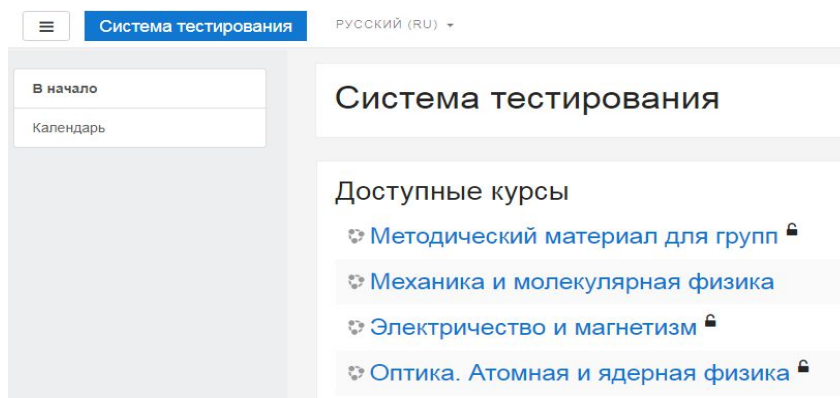 Система тестирования
РУССКИЙ (RU)
В начало
Календарь
Система тестирования
Доступные курсы
Методический материал для групп
Механика и молекулярная физика
Электричество и магнетизм
Оптика. Атомная и ядерная физика